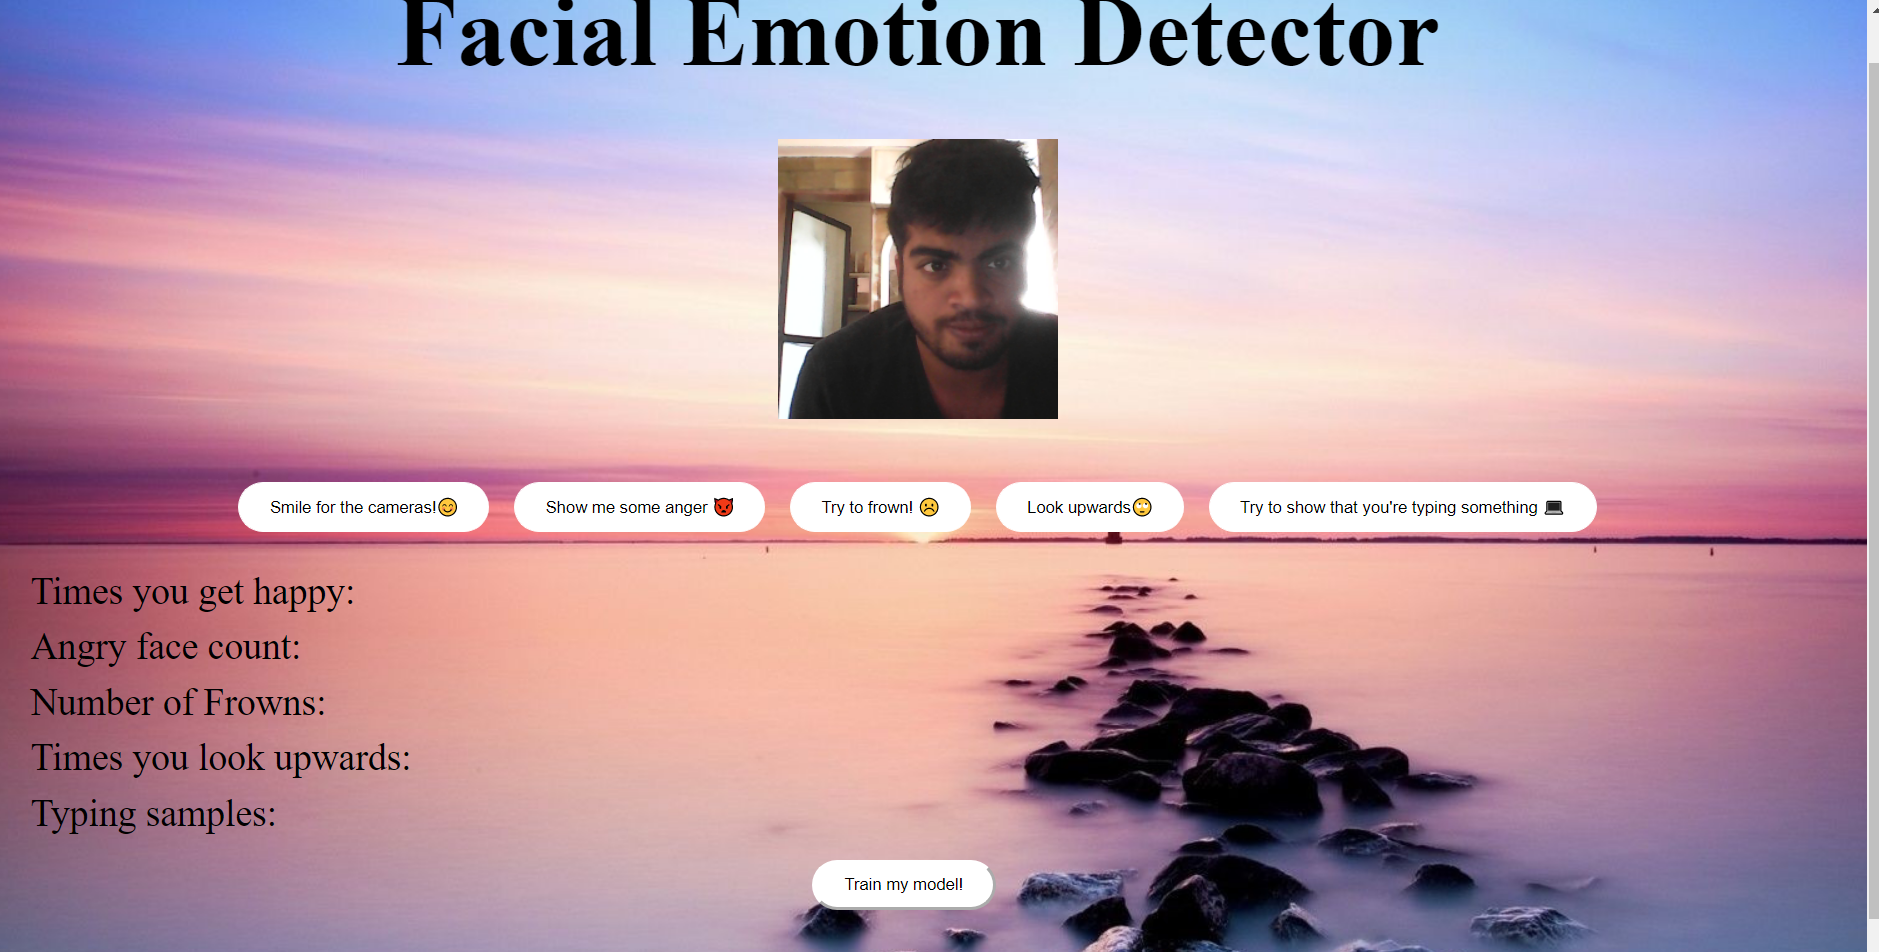 Facial Emotion Detector
Smile for the cameras!😊
Show me some anger 👿
Try to frown! ☹️
Look upwards🙄
Try to show that you're typing something 💻
Times you get happy:
Angry face count:
Number of Frowns:
Times you look upwards:
Typing samples:
Train my model!